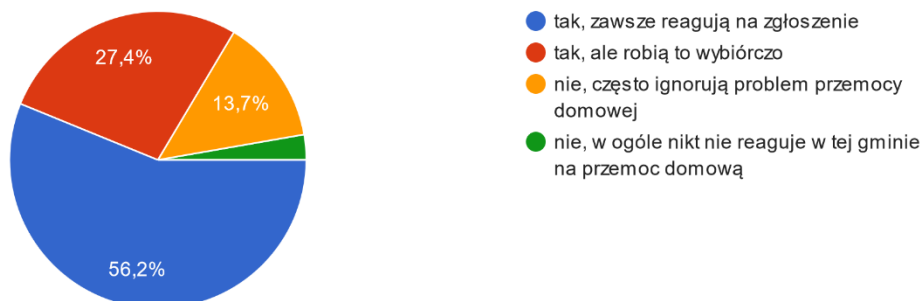 27,4%
13,7%
56,2%
tak, zawsze reagują na zgłoszenie
tak, ale robią to wybiórczo
nie, często ignorują problem przemocy
domowej
nie, w ogóle nikt nie reaguje w tej gminie
na przemoc domową